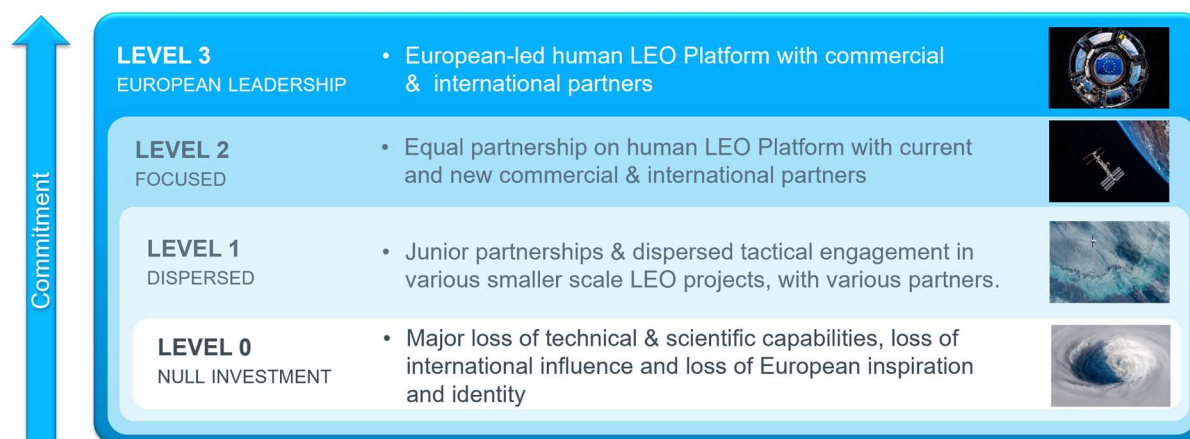 Commitment
LEVEL 3
EUROPEAN LEADERSHIP
• European-led human LEO Platform with commercial
& international partners
LEVEL 2
FOCUSED
• Equal partnership on human LEO Platform with current
and new commercial & international partners
LEVEL 1
DISPERSED
• Junior partnerships & dispersed tactical engagement in
various smaller scale LEO projects, with various partners.
LEVEL 0
NULL INVESTMENT
• Major loss of technical & scientific capabilities, loss of
international influence and loss of European inspiration
and identity